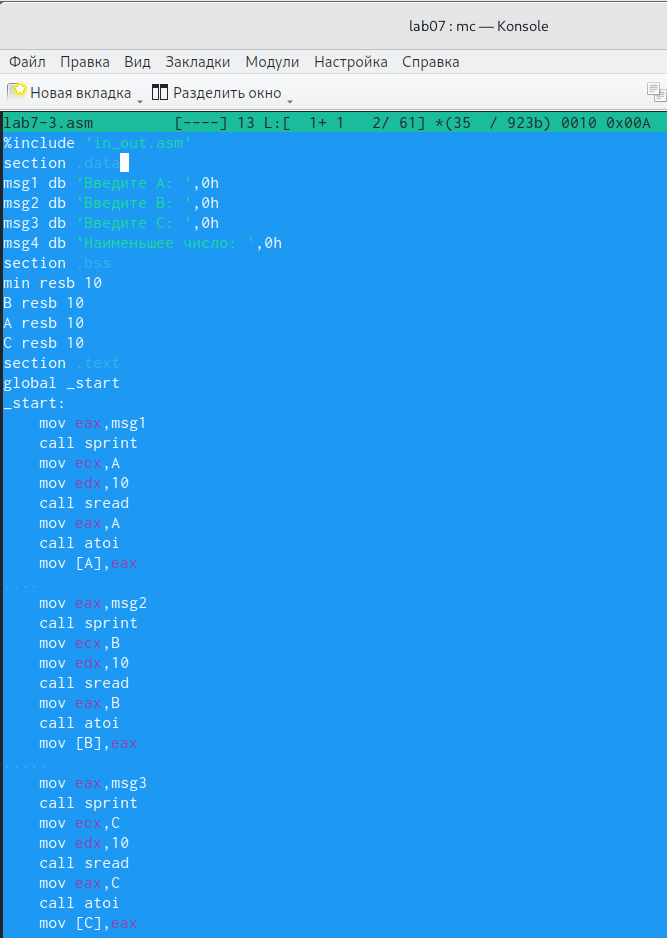 lab07 : mc — Konsole
Файл Правка Вид Закладки Модули Настройка Справка
Новая вкладка Разделить окно
lab7-3.asm [----] 13 L:[ 1+ 1 2/ 61] *(35 / 923b) 0010 0x00A
%include 'in_out.asm'
section .data
msg1 db 'Введите A: ',0h
msg2 db 'Введите B: ',0h
msg3 db 'Введите C: ',0h
msg4 db 'Наименьшее число: ',0h
section .bss
min resb 10
B resb 10
A resb 10
C resb 10
section .text
global _start
_start:
    mov eax,msg1
    call sprint
    mov ecx,A
    mov edx,10
    call sread
    mov eax,A
    call atoi
    mov [A],eax
....
    mov eax,msg2
    call sprint
    mov ecx,B
    mov edx,10
    call sread
    mov eax,B
    call atoi
    mov [B],eax
.....
    mov eax,msg3
    call sprint
    mov ecx,C
    mov edx,10
    call sread
    mov eax,C
    call atoi
    mov [C],eax